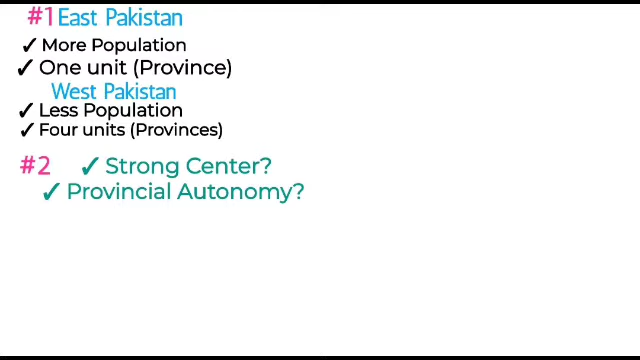 #1 East Pakistan
✓ More Population
✓ One unit (Province)
West Pakistan
✓ Less Population
✓ Four units (Provinces)
#2 ✓ Strong Center?
✓ Provincial Autonomy?